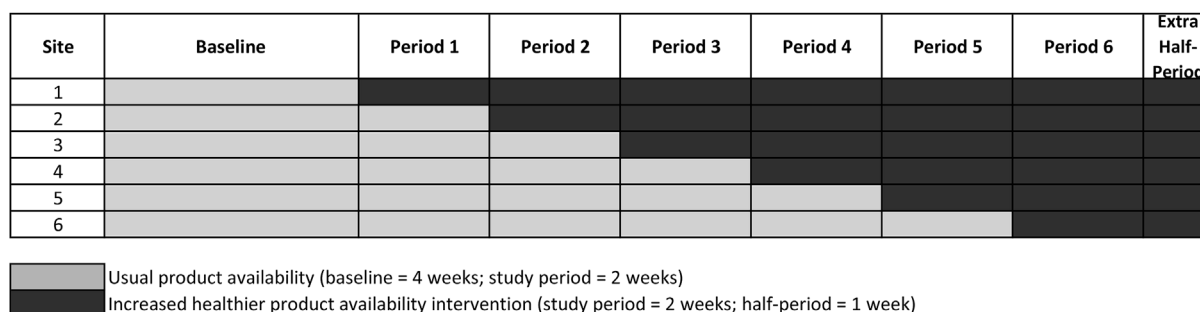 Site Baseline Period 1 Period 2 Period 3 Period 4 Period 5 Period 6 Extra Half-Period
1
2
3
4
5
6
Usual product availability (baseline = 4 weeks; study period = 2 weeks)
Increased healthier product availability intervention (study period = 2 weeks; half-period = 1 week)